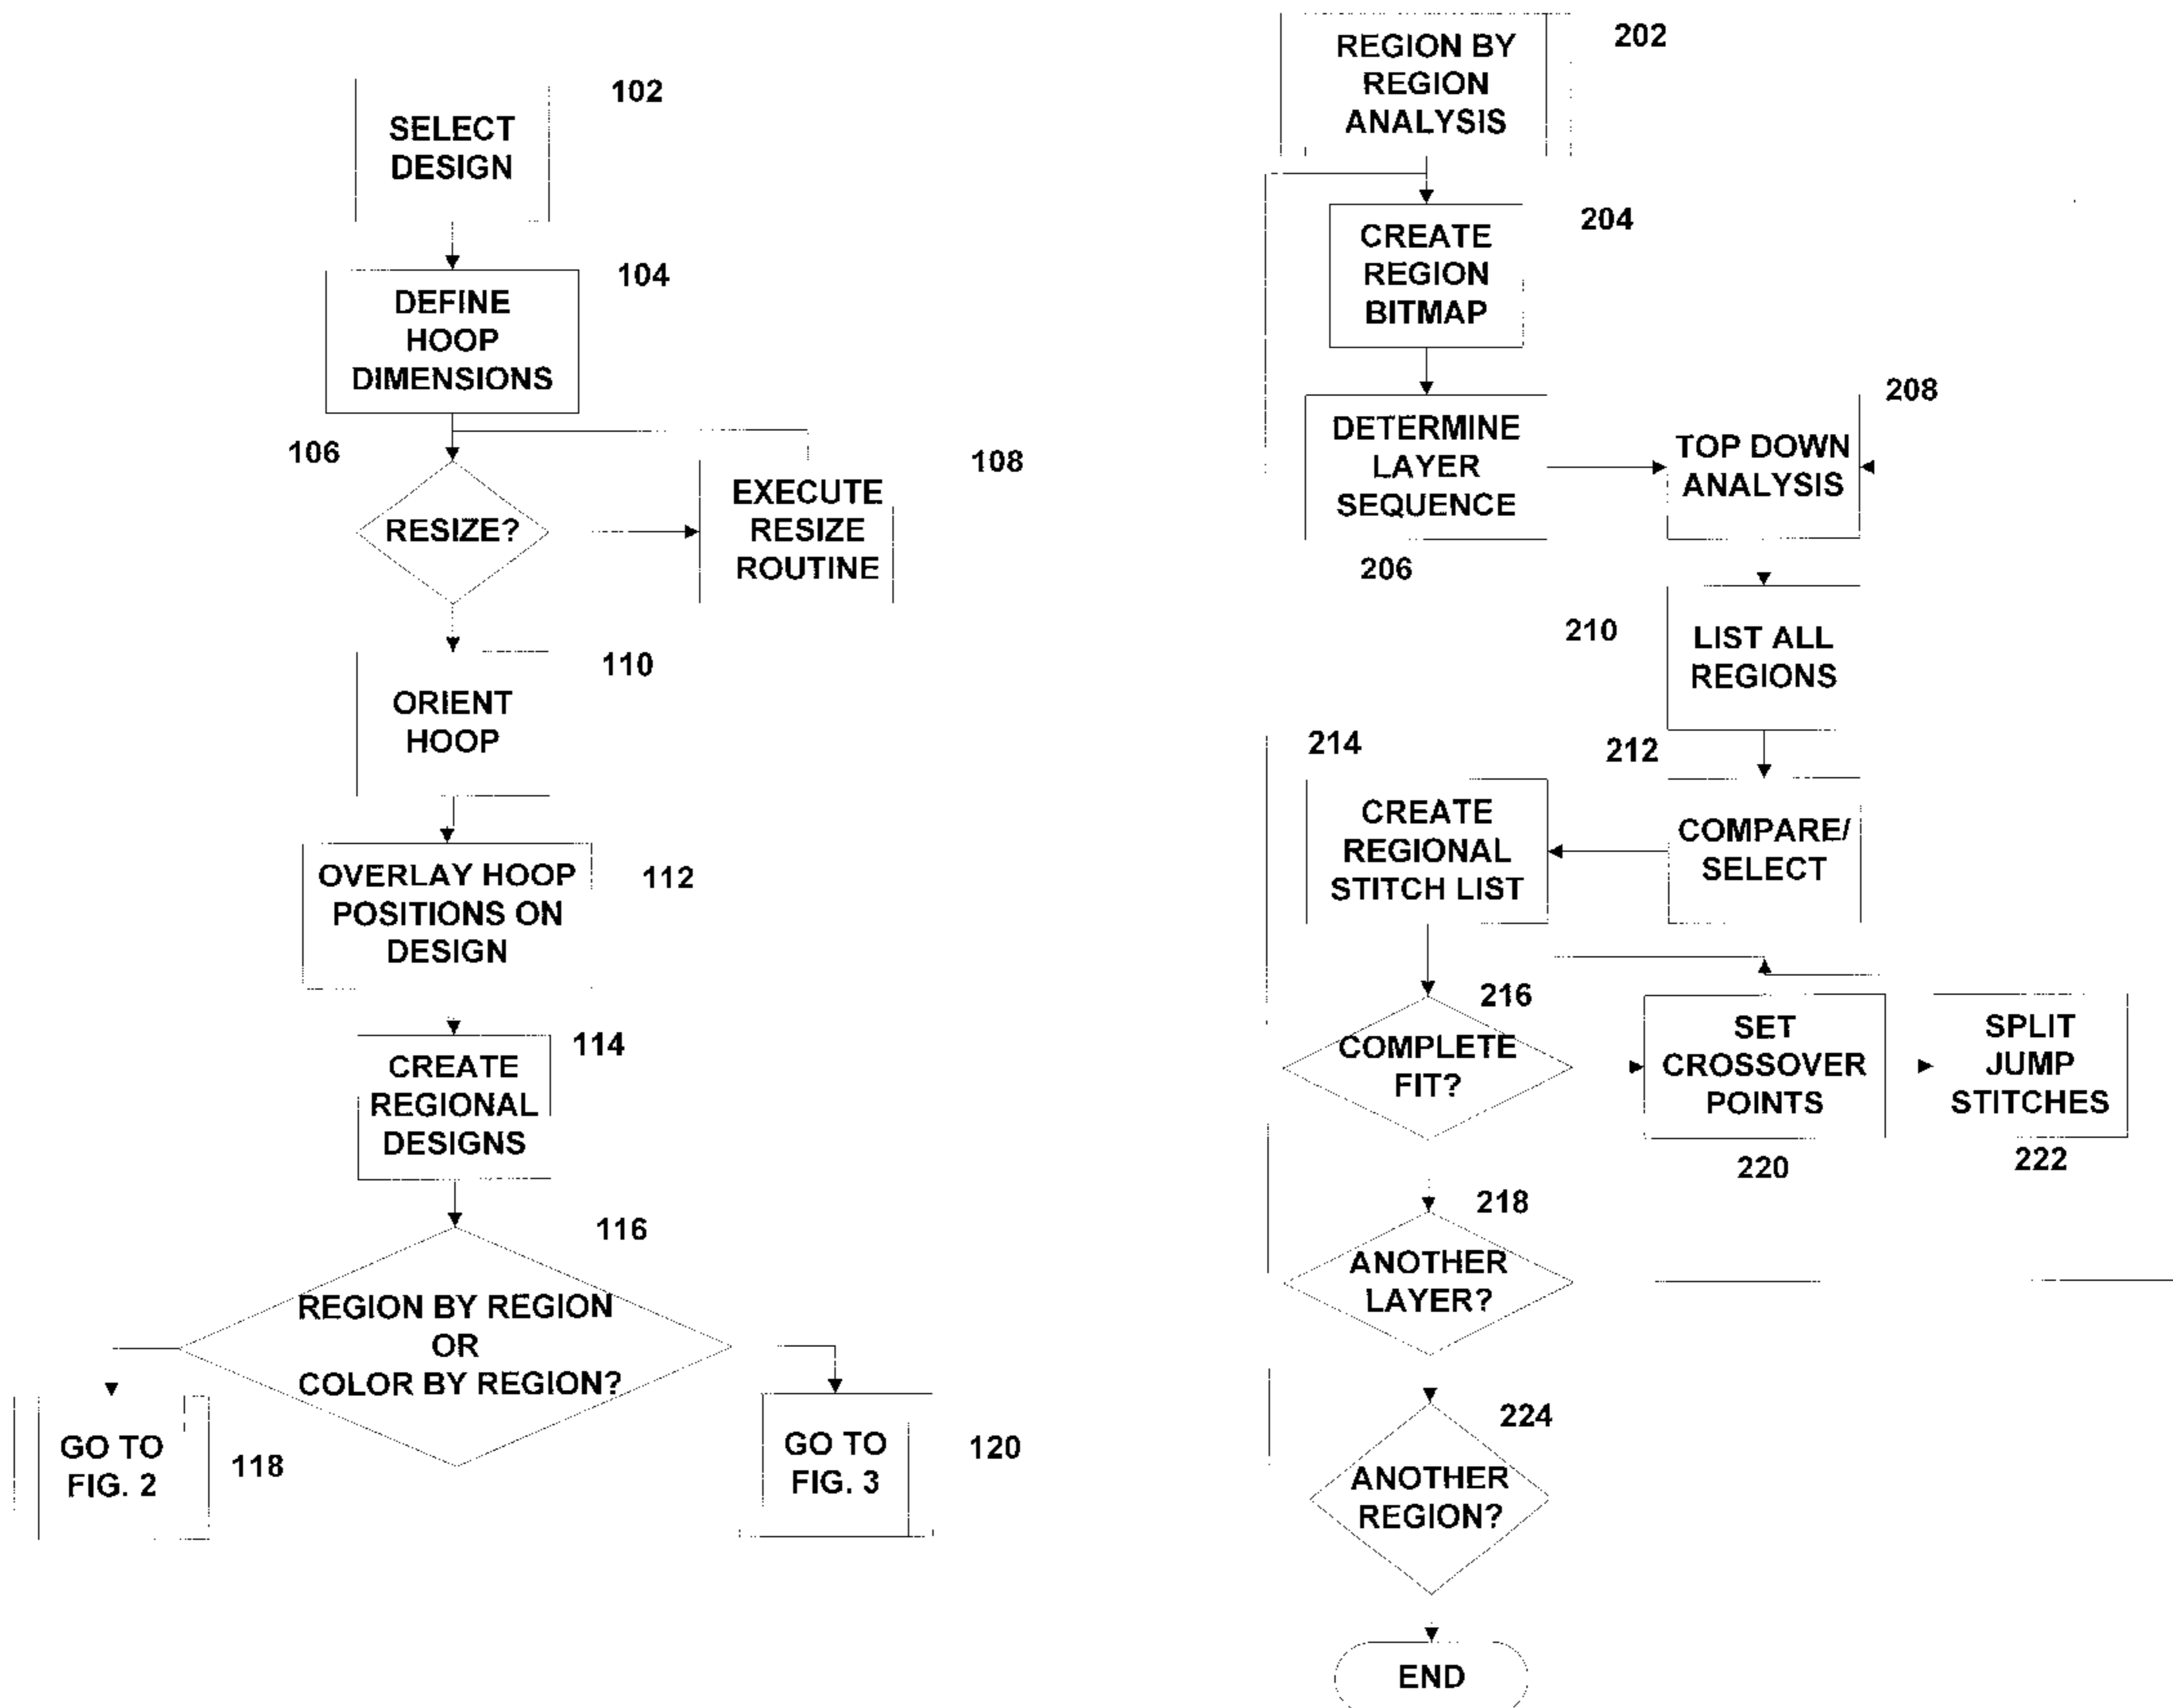 102
SELECT
DESIGN
104
DEFINE
HOOP
DIMENSIONS
106
RESIZE?
108
EXECUTE
RESIZE
ROUTINE
110
ORIENT
HOOP
OVERLAY HOOP
POSITIONS ON
DESIGN
112
114
CREATE
REGIONAL
DESIGNS
116
REGION BY REGION
OR
COLOR BY REGION?
GO TO
FIG. 2
118
GO TO
FIG. 3
120
REGION BY
REGION
ANALYSIS
202
204
CREATE
REGION
BITMAP
DETERMINE
LAYER
SEQUENCE
206
208
TOP DOWN
ANALYSIS
210
LIST ALL
REGIONS
212
COMPARE/
SELECT
214
CREATE
REGIONAL
STITCH LIST
216
COMPLETE
FIT?
SET
CROSSOVER
POINTS
220
SPLIT
JUMP
STITCHES
222
218
ANOTHER
LAYER?
224
ANOTHER
REGION?
END